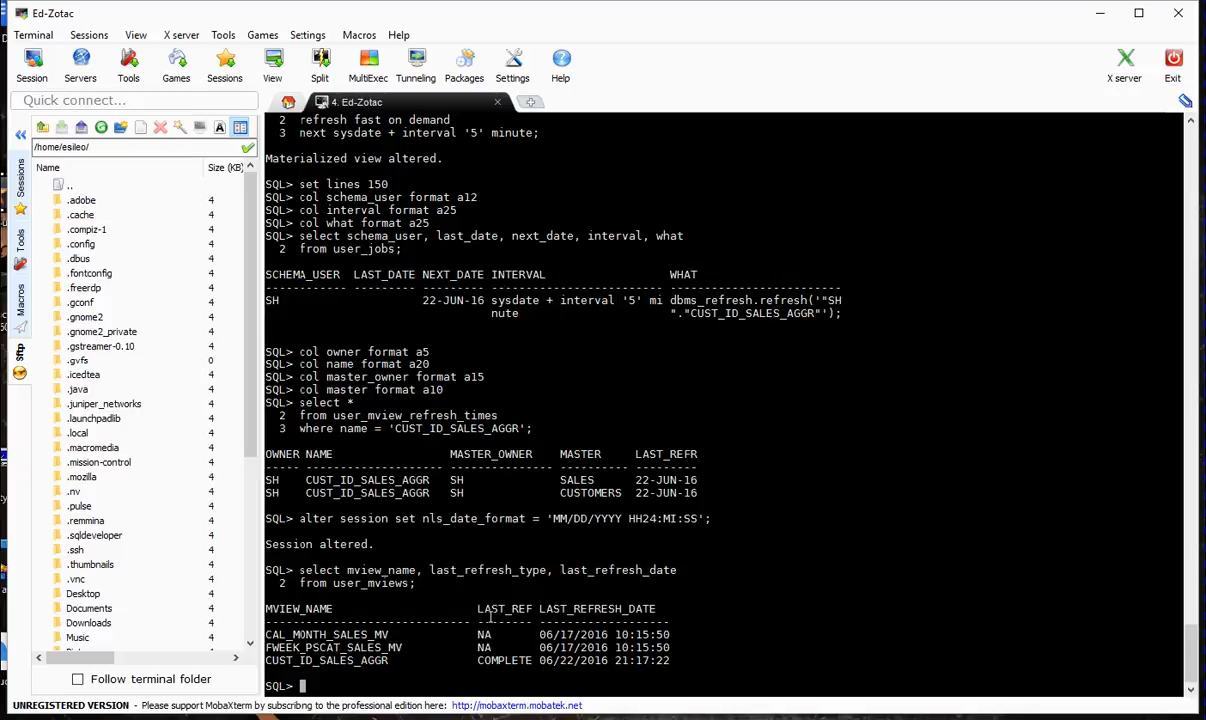 Ed-Zotac
Terminal Sessions View X server Tools Games Settings Macros Help
Session Servers Tools Games Sessions View Split MultiExec Tunneling Packages Settings Help X server Exit
Quick connect...
4. Ed-Zotac
/home/esileo/
Name Size (KB)
..
.adobe 4
.cache 4
.compiz-1 4
.config 4
.dbus 4
.fontconfig 4
.freerdp 4
.gconf 4
.gnome2 4
.gnome2_private 4
.gstreamer-0.10 4
.gvfs 0
.icedtea 4
.java 4
.juniper_networks 4
.launchpadlib 4
.local 4
.macromedia 4
.mission-control 4
.mozilla 4
.nv 4
.pulse 4
.remmina 4
.sqldeveloper 4
.ssh 4
.thumbnails 4
.vnc 4
Desktop 4
Documents 4
Downloads 4
Music 4
Sessions
Tools
Macros
Sftp
Follow terminal folder
2 refresh fast on demand
3 next sysdate + interval '5' minute;
Materialized view altered.
SQL> set lines 150
SQL> col schema_user format a12
SQL> col interval format a25
SQL> col what format a25
SQL> select schema_user, last_date, next_date, interval, what
2 from user_jobs;
SCHEMA_USER LAST_DATE NEXT_DATE INTERVAL WHAT
------------ --------- --------- ------------------------- -------------------------
SH 22-JUN-16 sysdate + interval '5' mi dbms_refresh.refresh('"SH
nute "."CUST_ID_SALES_AGGR"');
SQL> col owner format a5
SQL> col name format a20
SQL> col master_owner format a15
SQL> col master format a10
SQL> select *
2 from user_mview_refresh_times
3 where name = 'CUST_ID_SALES_AGGR';
OWNER NAME MASTER_OWNER MASTER LAST_REFR
----- -------------------- --------------- ---------- ---------
SH CUST_ID_SALES_AGGR SH SALES 22-JUN-16
SH CUST_ID_SALES_AGGR SH CUSTOMERS 22-JUN-16
SQL> alter session set nls_date_format = 'MM/DD/YYYY HH24:MI:SS';
Session altered.
SQL> select mview_name, last_refresh_type, last_refresh_date
2 from user_mviews;
MVIEW_NAME LAST_REF LAST_REFRESH_DATE
------------------------------ -------- -------------------
CAL_MONTH_SALES_MV NA 06/17/2016 10:15:50
FWEEK_PSCAT_SALES_MV NA 06/17/2016 10:15:50
CUST_ID_SALES_AGGR COMPLETE 06/22/2016 21:17:22
SQL>
UNREGISTERED VERSION - Please support MobaXterm by subscribing to the professional edition here: http://mobaxterm.mobatek.net